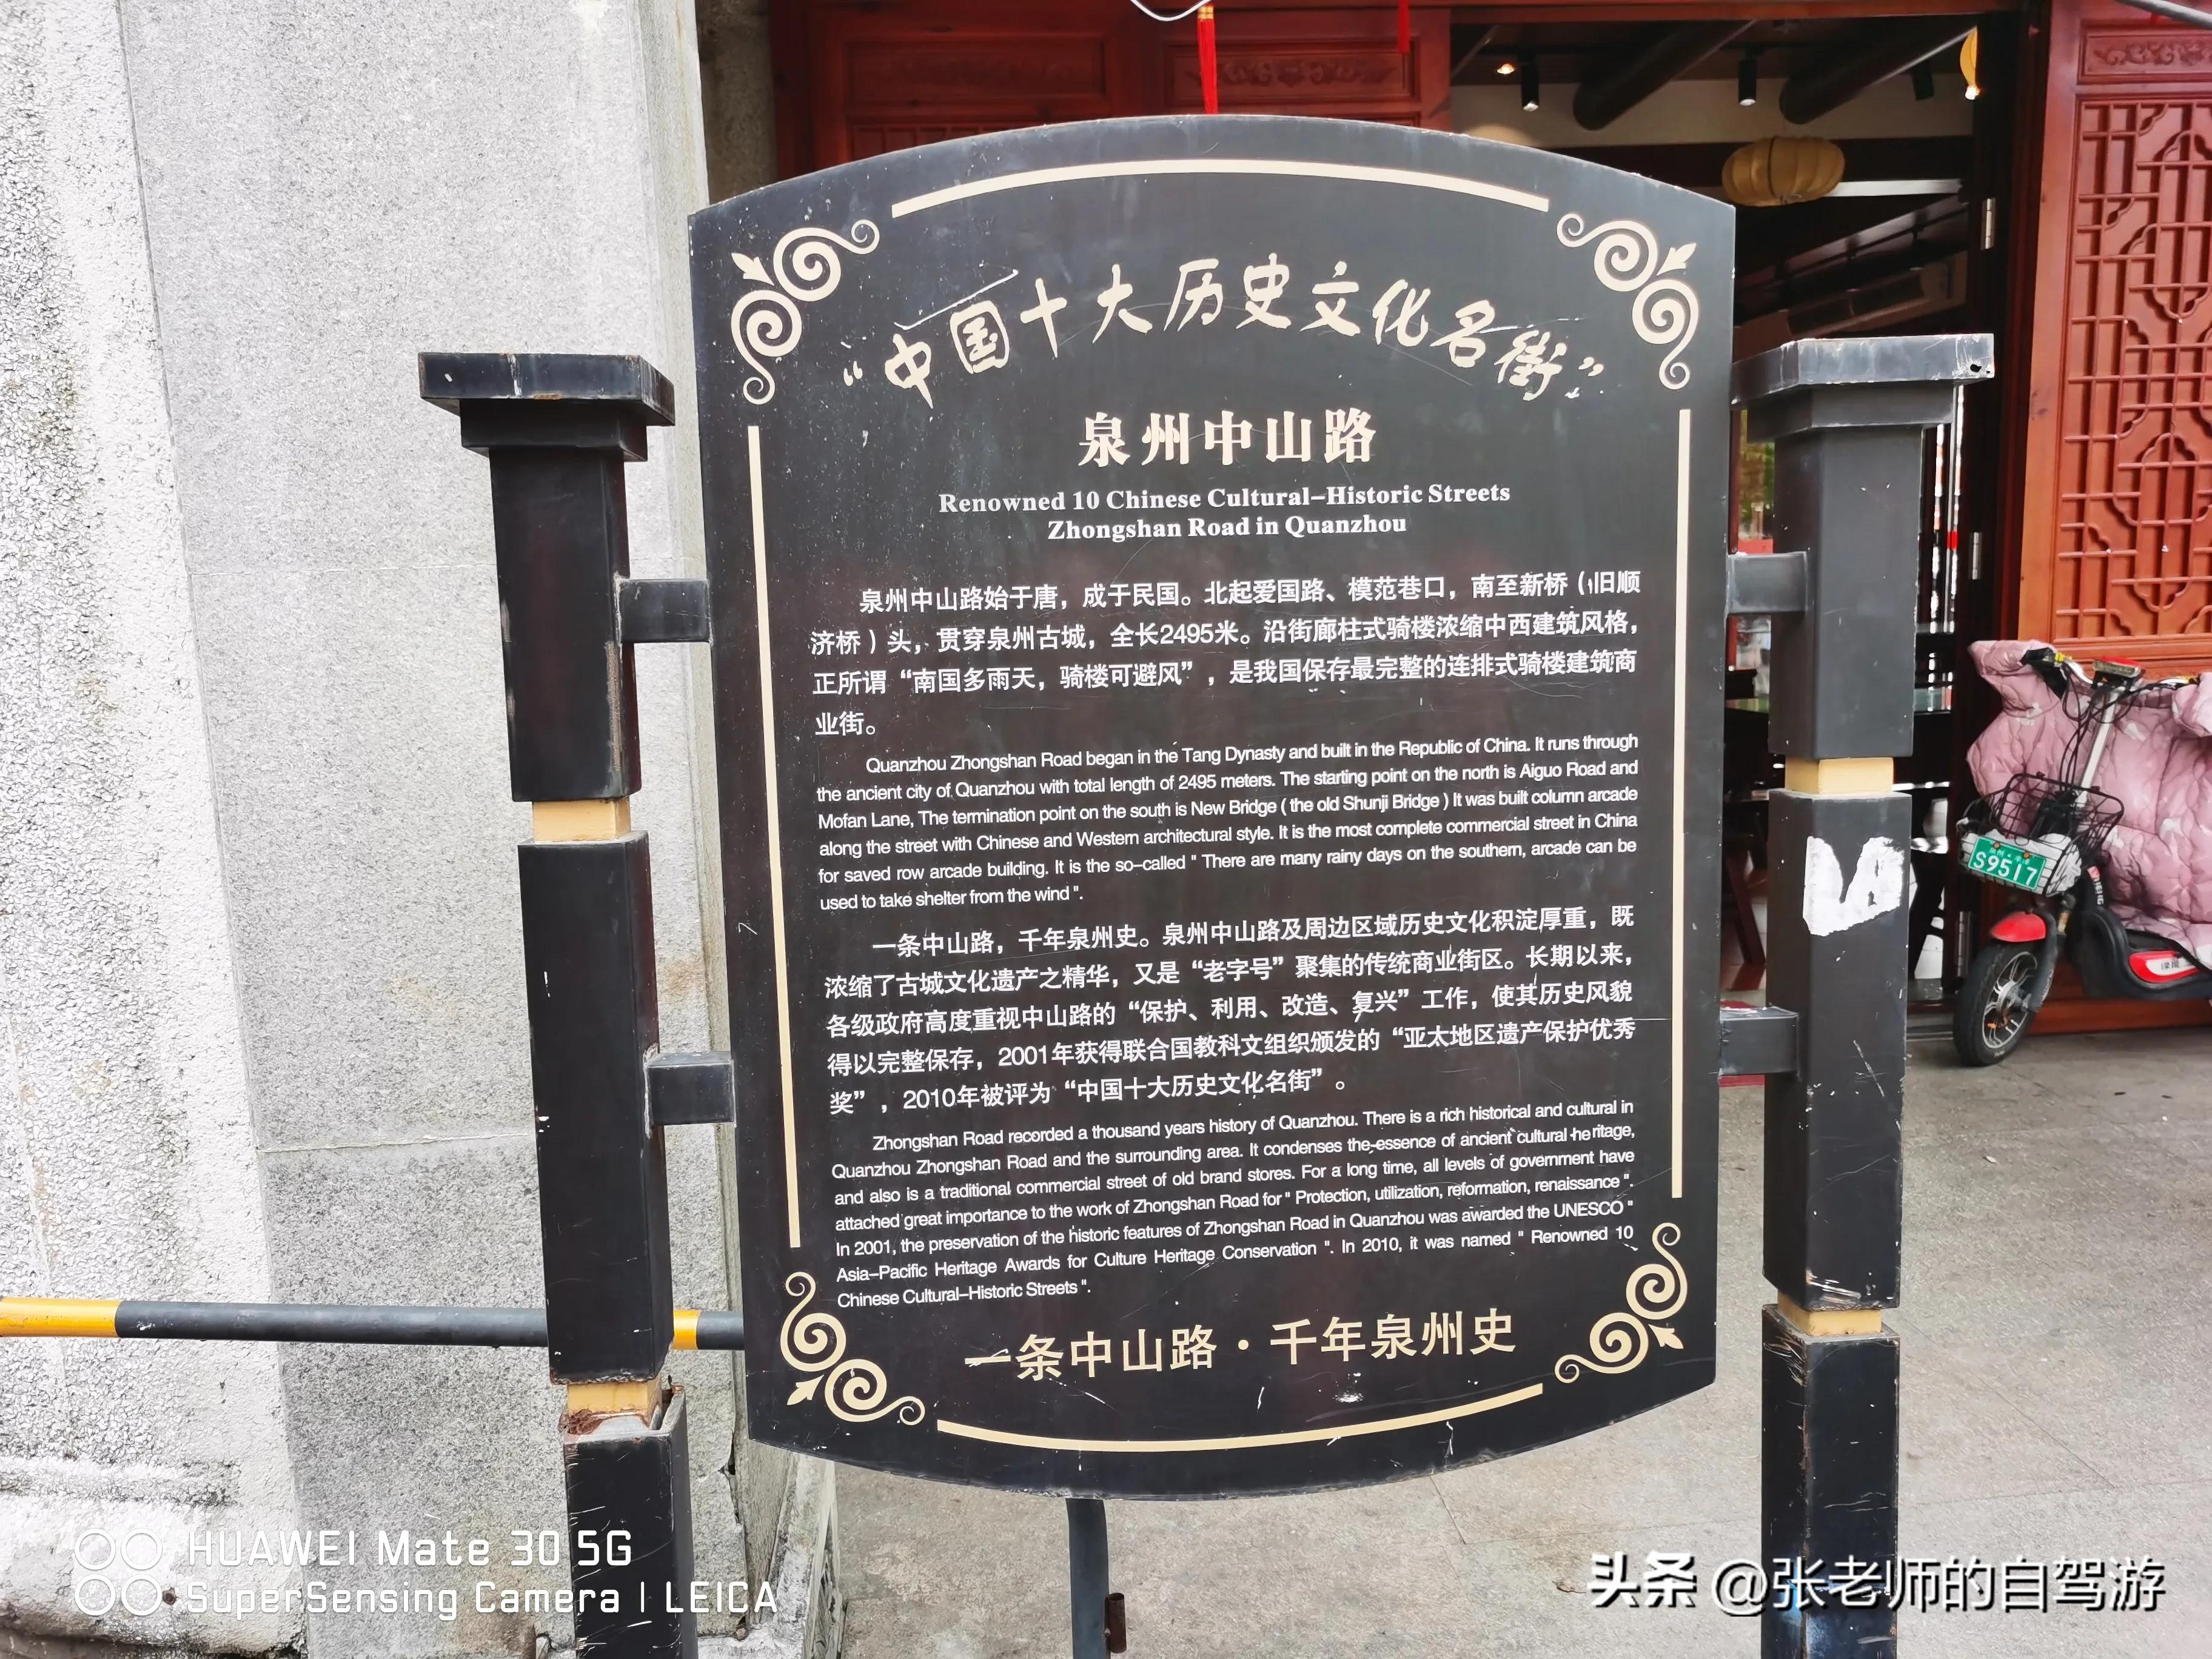 “中国十大历史文化名街”
泉州中山路
Renowned 10 Chinese Cultural–Historic Streets
Zhongshan Road in Quanzhou
泉州中山路始于唐，成于民国。北起爱国路、模范巷口，南至新桥（旧顺
济桥）头，贯穿泉州古城，全长2495米。沿街廊柱式骑楼浓缩中西建筑风格，
正所谓“南国多雨天，骑楼可避风”，是我国保存最完整的连排式骑楼建筑商
业街。
Quanzhou Zhongshan Road began in the Tang Dynasty and built in the Republic of China. It runs through
the ancient city of Quanzhou with total length of 2495 meters. The starting point on the north is Aiguo Road and
Mofan Lane, The termination point on the south is New Bridge ( the old Shunji Bridge ) It was built column arcade
along the street with Chinese and Western architectural style. It is the most complete commercial street in China
for saved row arcade building. It is the so–called " There are many rainy days on the southern, arcade can be
used to take shelter from the wind ".
一条中山路，千年泉州史。泉州中山路及周边区域历史文化积淀厚重，既
浓缩了古城文化遗产之精华，又是“老字号”聚集的传统商业街区。长期以来，
各级政府高度重视中山路的“保护、利用、改造、复兴”工作，使其历史风貌
得以完整保存，2001年获得联合国教科文组织颁发的“亚太地区遗产保护优秀
奖”，2010年被评为“中国十大历史文化名街”。
Zhongshan Road recorded a thousand years history of Quanzhou. There is a rich historical and cultural in
Quanzhou Zhongshan Road and the surrounding area. It condenses the essence of ancient cultural heritage,
and also is a traditional commercial street of old brand stores. For a long time, all levels of government have
attached great importance to the work of Zhongshan Road for " Protection, utilization, reformation, renaissance ".
In 2001, the preservation of the historic features of Zhongshan Road in Quanzhou was awarded the UNESCO "
Asia–Pacific Heritage Awards for Culture Heritage Conservation ". In 2010, it was named " Renowned 10
Chinese Cultural–Historic Streets ".
一条中山路·千年泉州史
S9517
HUAWEI Mate 30 5G
SuperSensing Camera | LEICA
头条 @张老师的自驾游